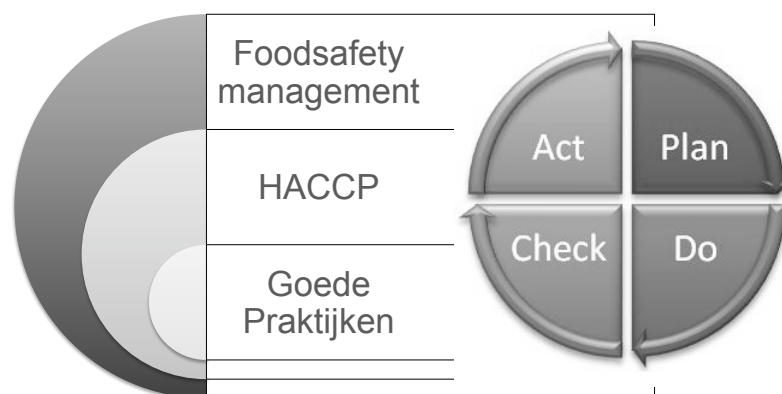 Foodsafety
management
HACCP
Goede
Praktijken
Act
Plan
Check
Do